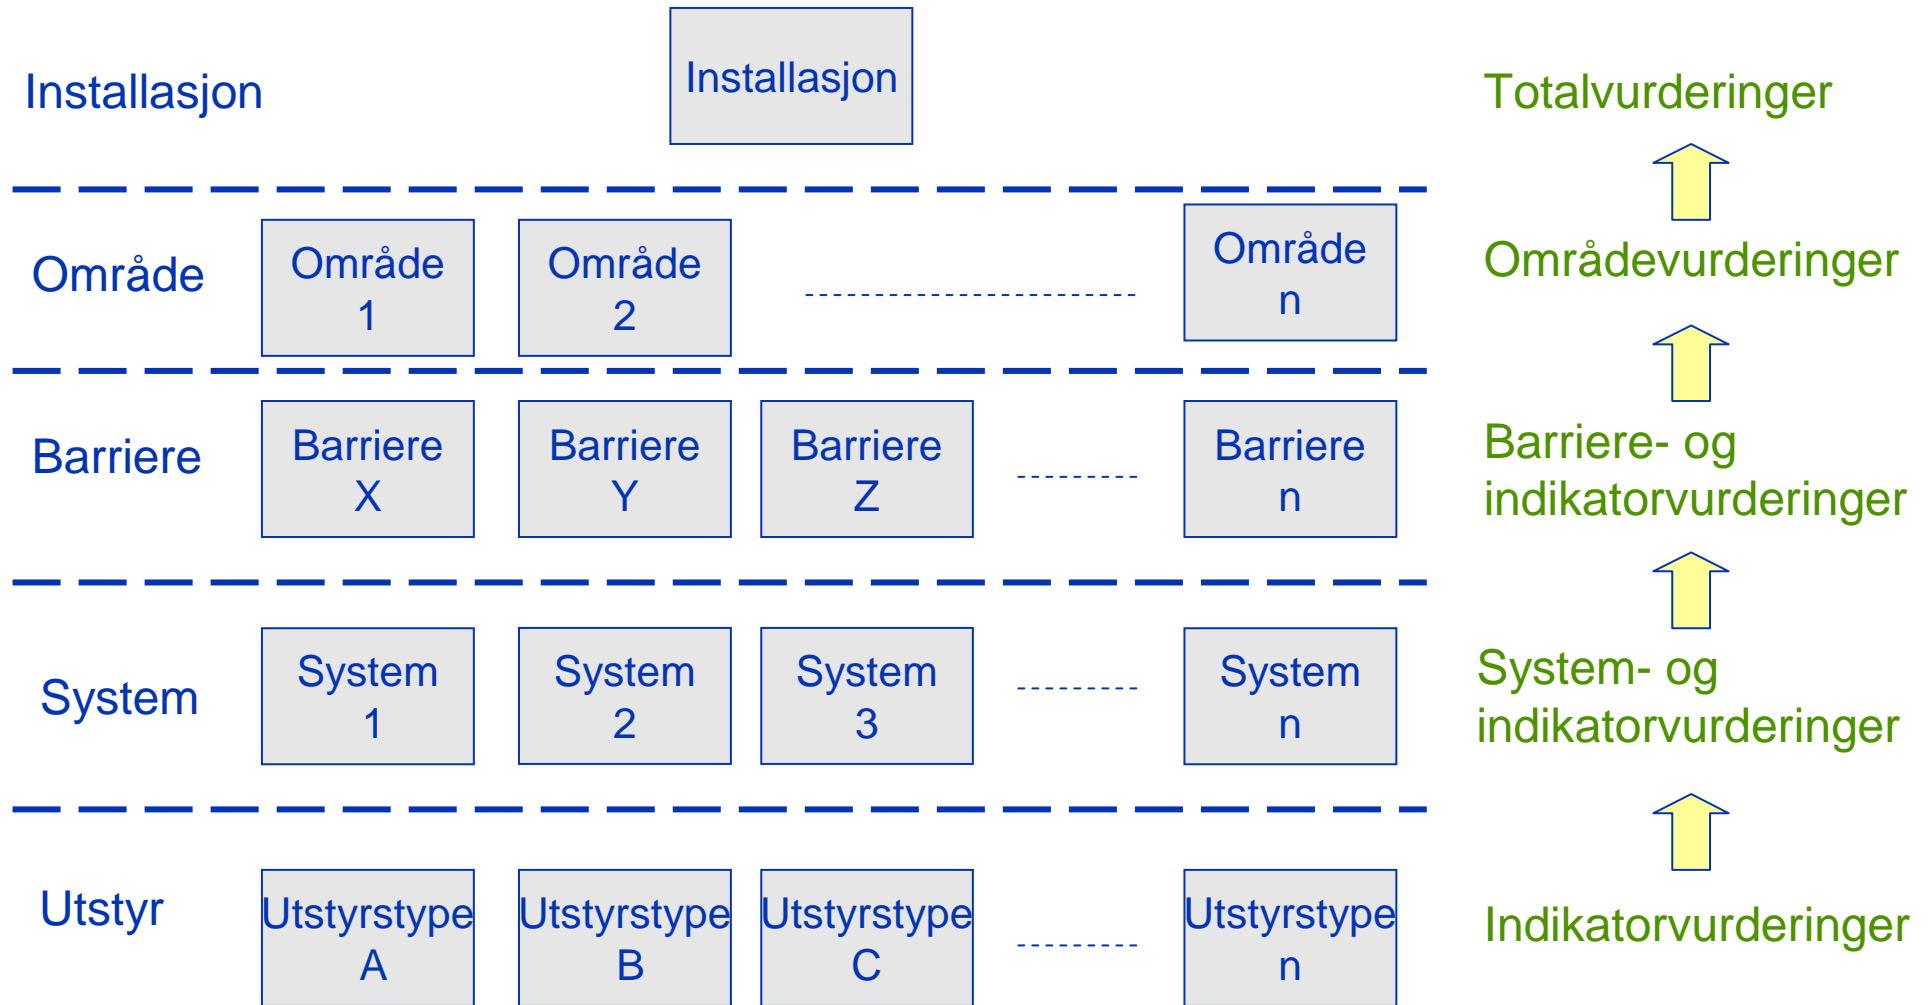 Installasjon
Installasjon
Totalvurderinger
Område
Område
1
Område
2
Område
n
Områdevurderinger
Barriere
Barriere
X
Barriere
Y
Barriere
Z
Barriere
n
Barriere- og
indikatorvurderinger
System
System
1
System
2
System
3
System
n
System- og
indikatorvurderinger
Utstyr
Utstyrstype
A
Utstyrstype
B
Utstyrstype
C
Utstyrstype
n
Indikatorvurderinger